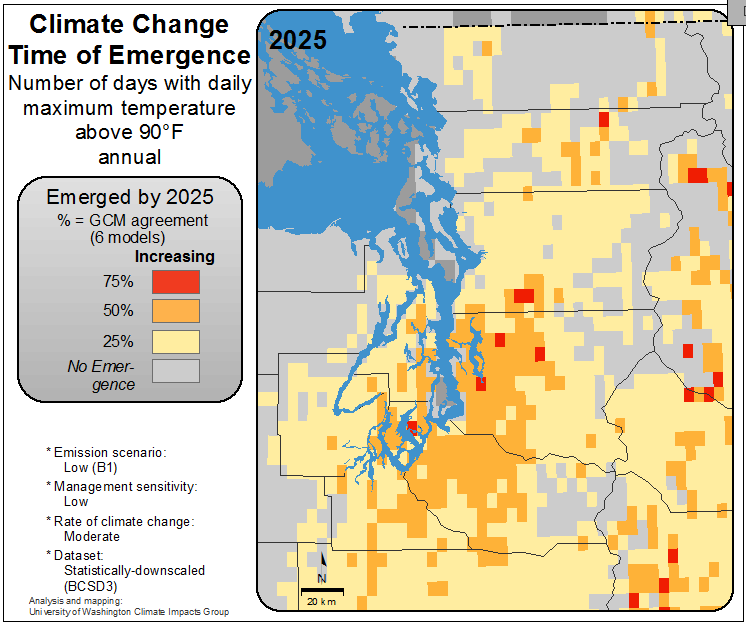 Climate Change
Time of Emergence
Number of days with daily
maximum temperature
above 90°F
annual
Emerged by 2025
% = GCM agreement
(6 models)
Increasing
75%
50%
25%
No Emer-
gence
* Emission scenario:
Low (B1)
* Management sensitivity:
Low
* Rate of climate change:
Moderate
* Dataset:
Statistically-downscaled
(BCSD3)
Analysis and mapping:
University of Washington Climate Impacts Group
2025
N
20 km